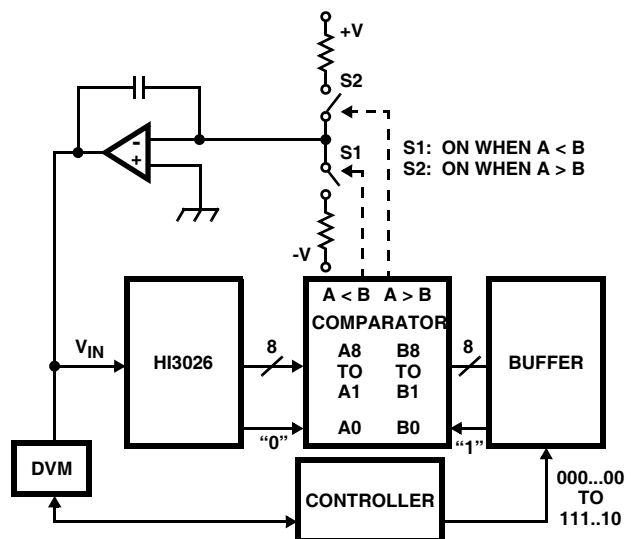 +V
S2
-
+
S1
S1: ON WHEN A < B
S2: ON WHEN A > B
-V
A < B A > B
COMPARATOR
VIN
HI3026
8
A8 B8
TO TO
A1 B1
8
BUFFER
“0”
A0 B0
“1”
DVM
CONTROLLER
000...00
TO
111..10